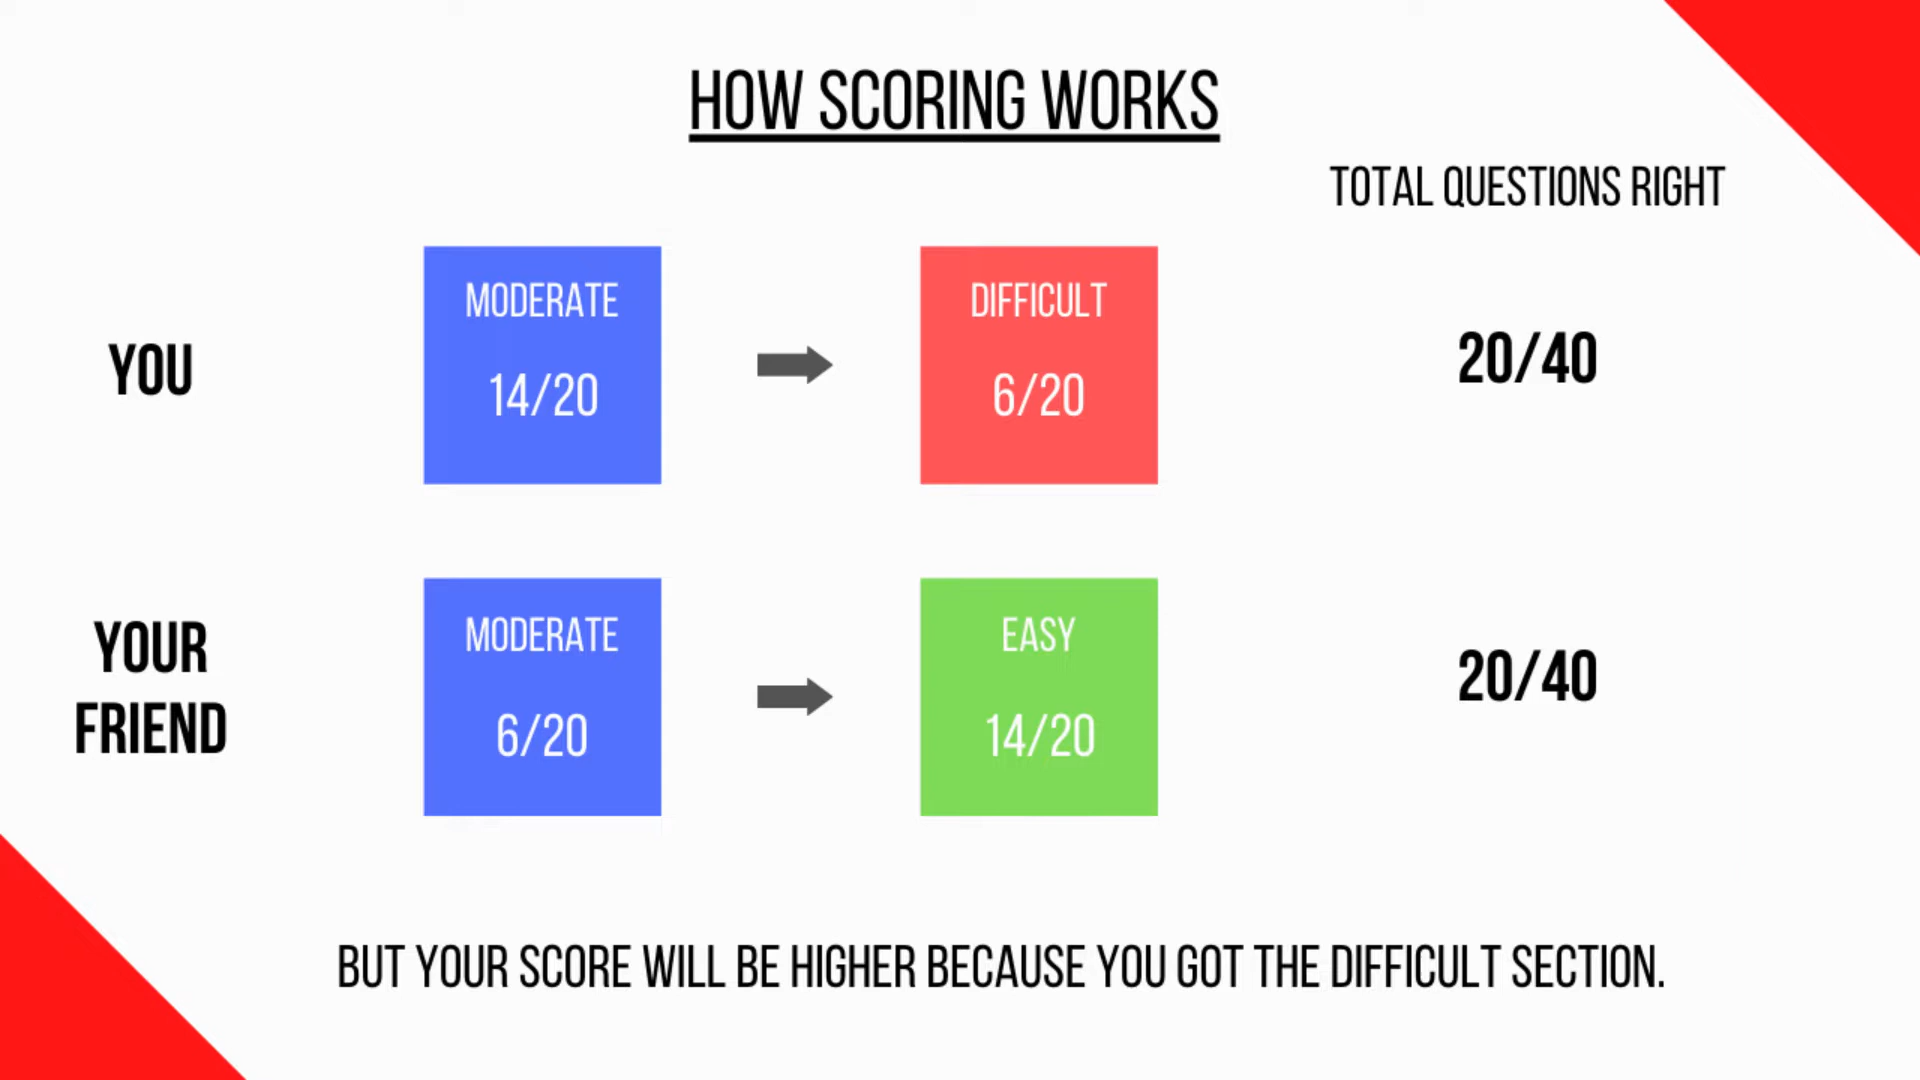 HOW SCORING WORKS
TOTAL QUESTIONS RIGHT
YOU
MODERATE
14/20
DIFFICULT
6/20
20/40
YOUR
FRIEND
MODERATE
6/20
EASY
14/20
20/40
BUT YOUR SCORE WILL BE HIGHER BECAUSE YOU GOT THE DIFFICULT SECTION.